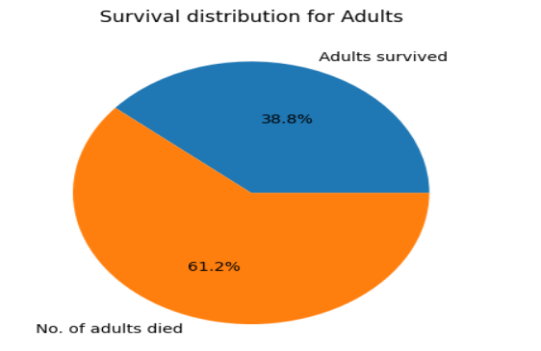 Survival distribution for Adults
Adults survived
38.8%
61.2%
No. of adults died